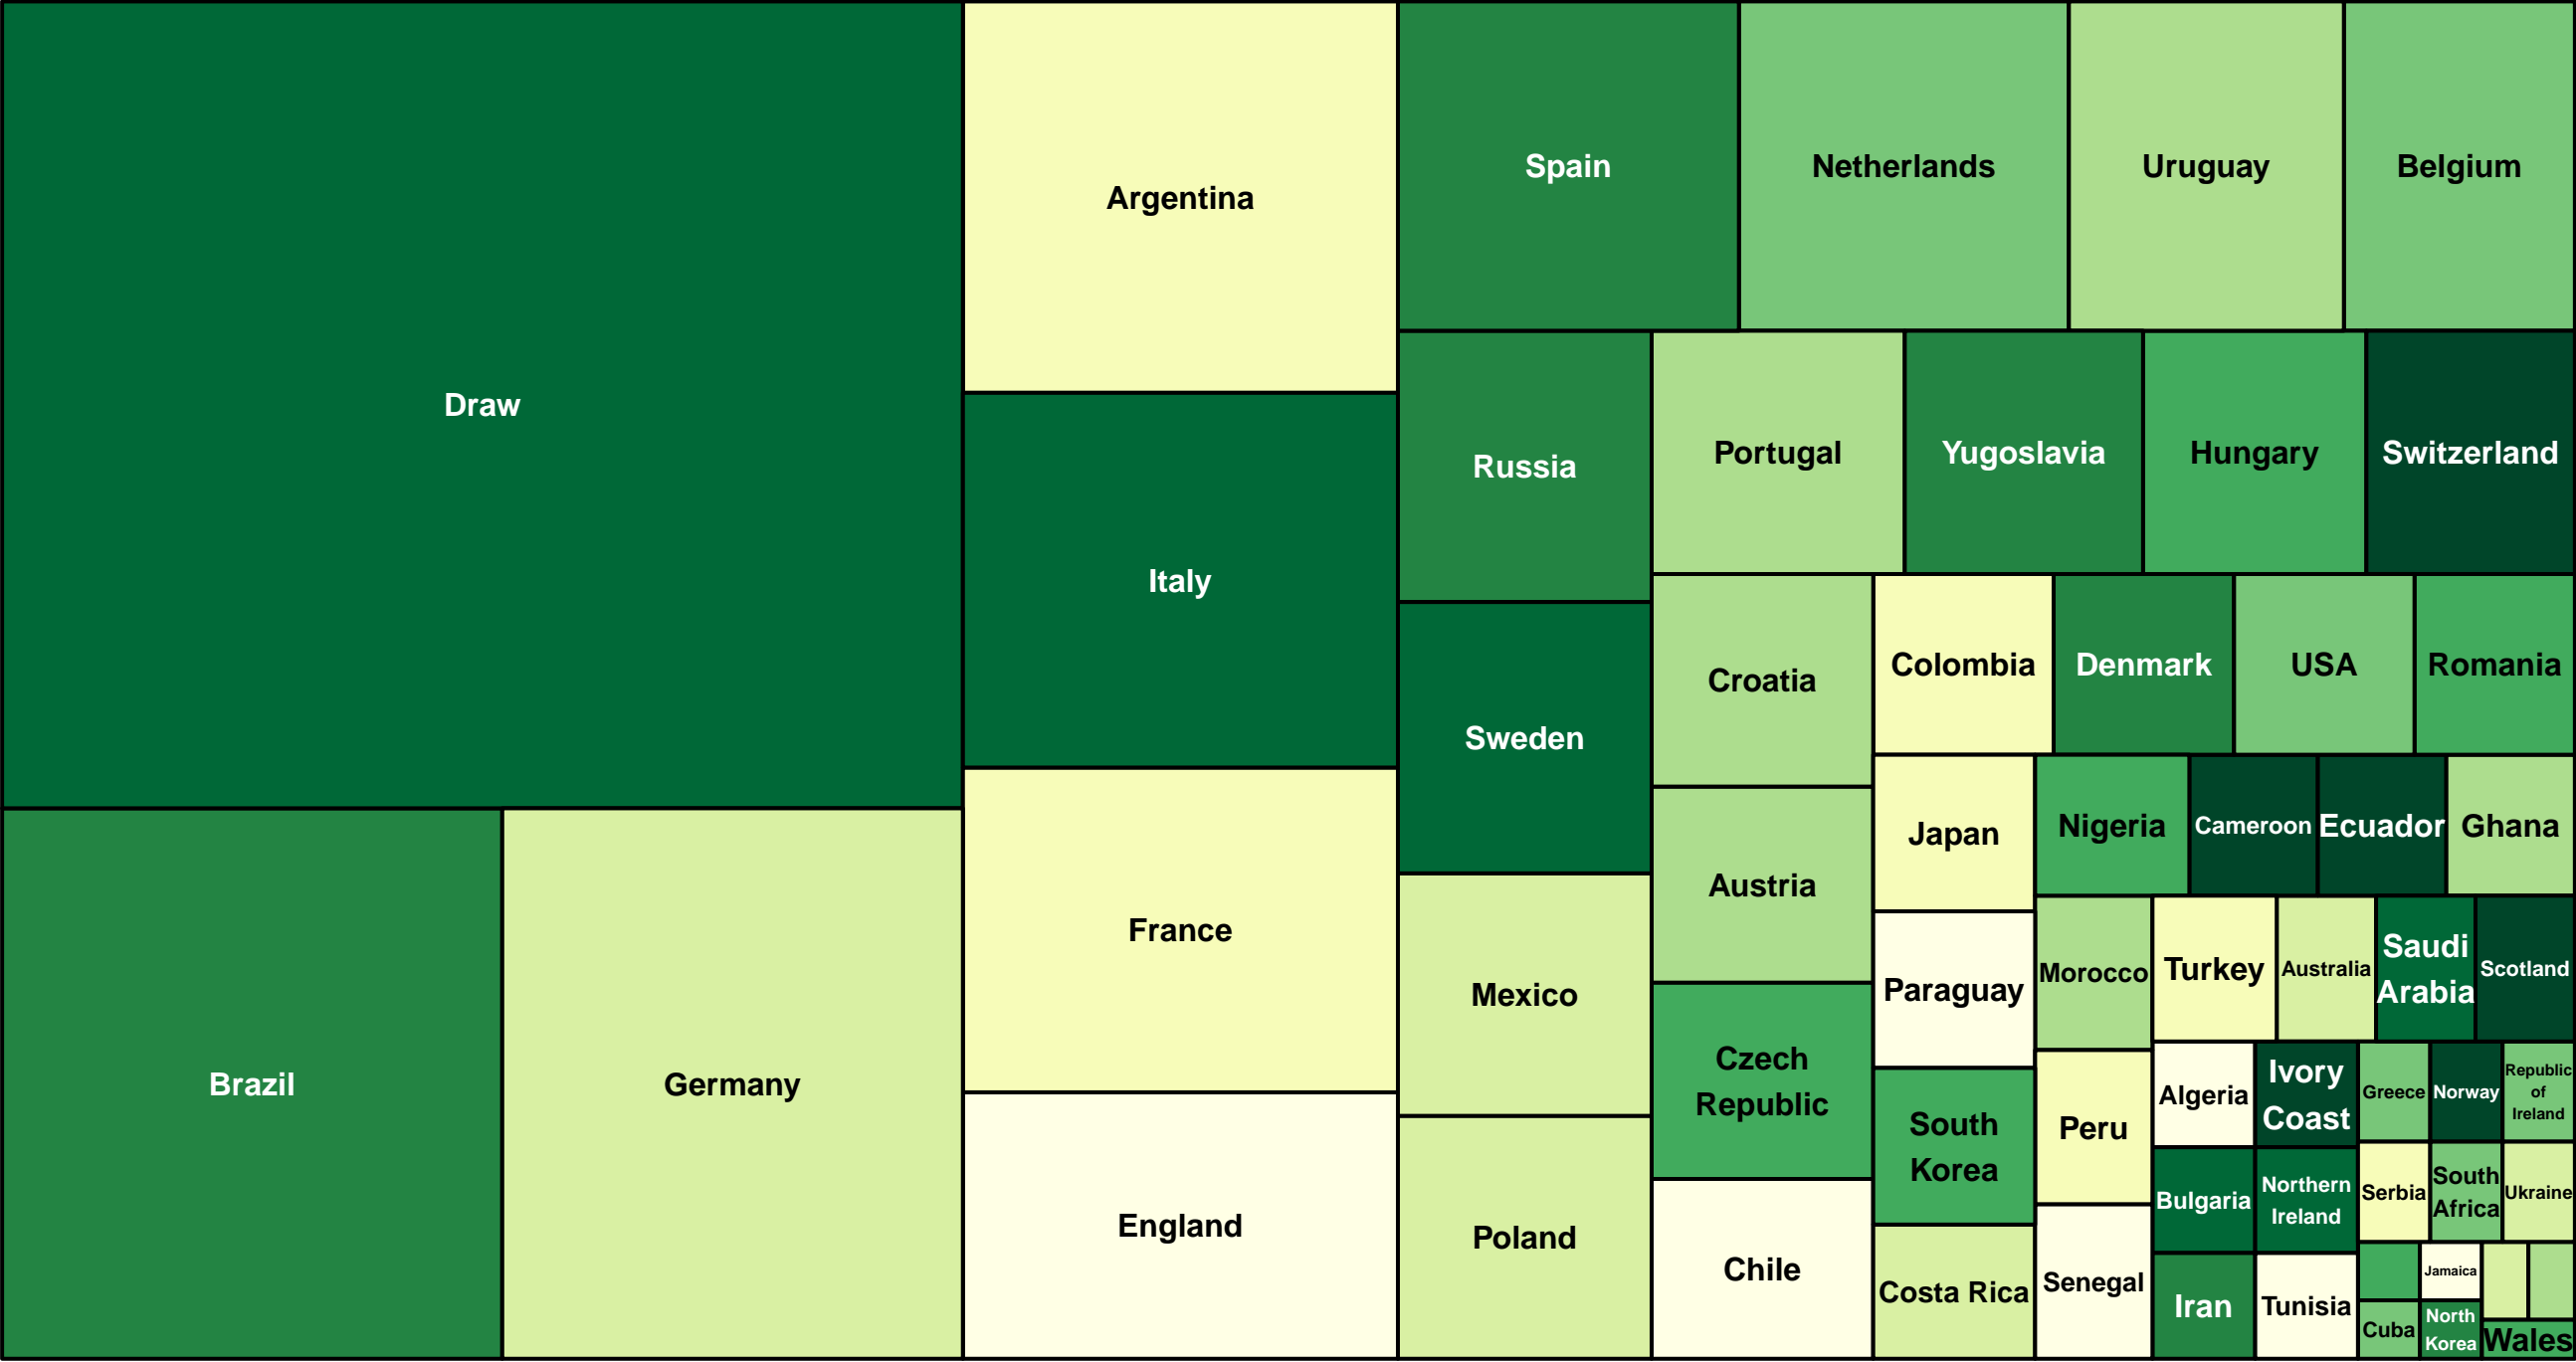 Draw
Brazil
Germany
Argentina
Italy
France
England
Spain
Netherlands
Uruguay
Belgium
Russia
Sweden
Mexico
Poland
Portugal
Yugoslavia
Hungary
Switzerland
Croatia
Austria
Czech
Republic
Chile
Colombia
Denmark
USA
Romania
Japan
Paraguay
South
Korea
Costa Rica
Nigeria
Cameroon
Ecuador
Ghana
Morocco
Peru
Senegal
Turkey
Australia
Saudi
Arabia
Scotland
Algeria
Ivory
Coast
Bulgaria
Northern
Ireland
Iran
Tunisia
Greece
Norway
Republic
of
Ireland
Serbia
South
Africa
Ukraine
Jamaica
Cuba
North
Korea
Wales